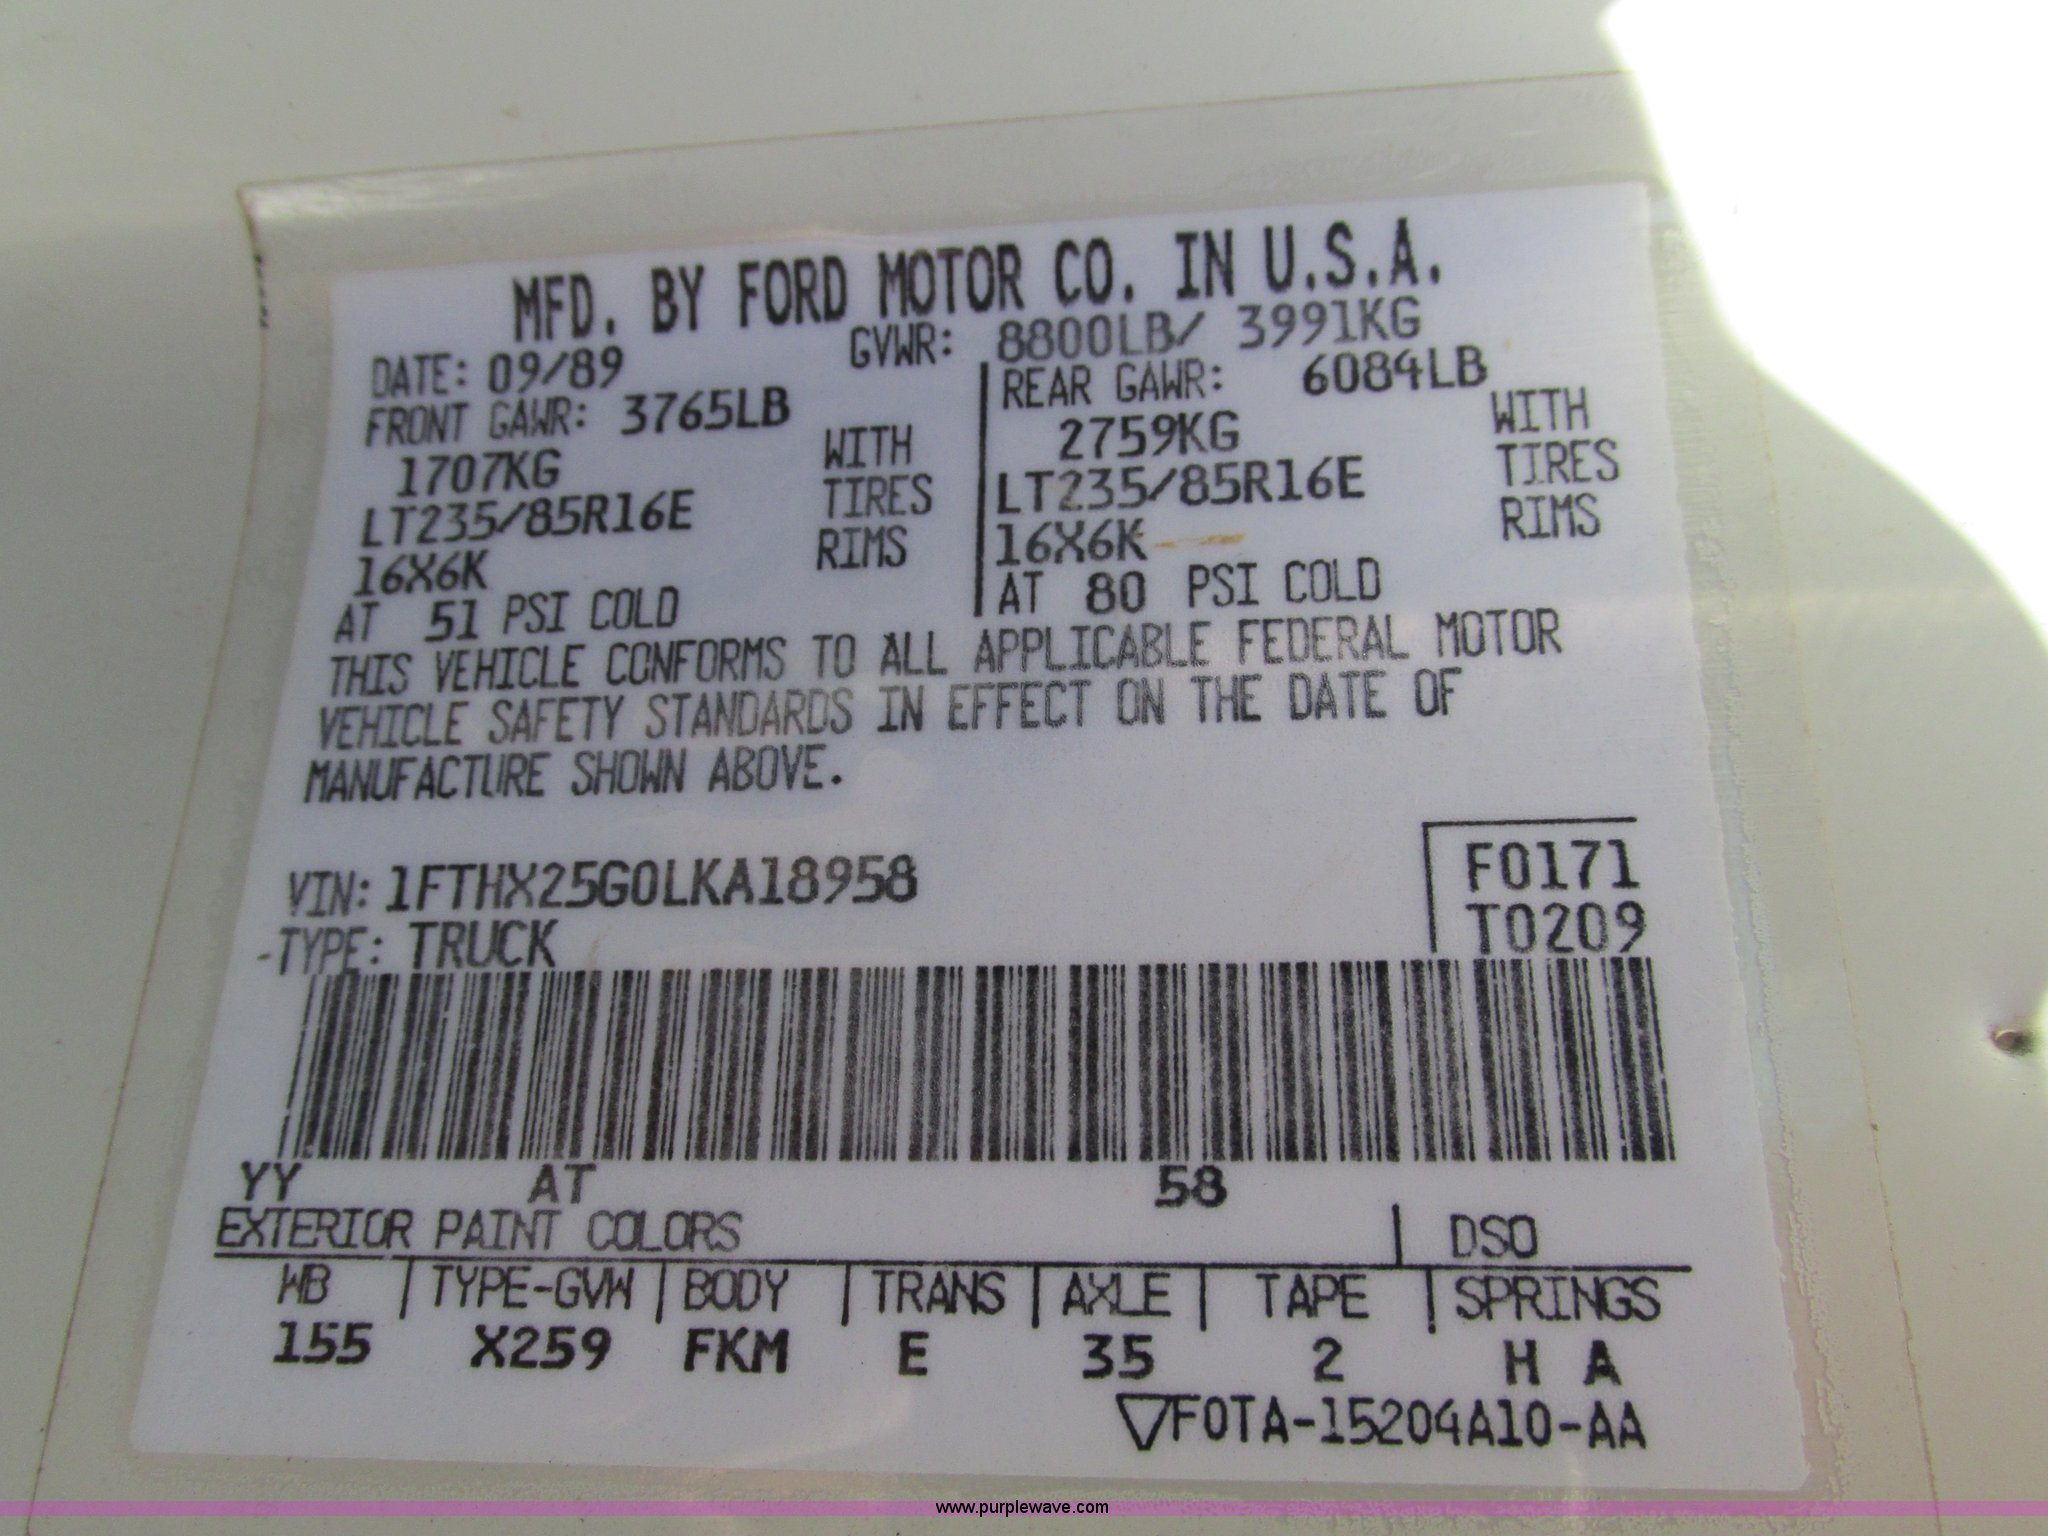 MFD. BY FORD MOTOR CO. IN U.S.A.
DATE: 09/89 GVWR: 8800LB/ 3991KG
FRONT GAWR: 3765LB REAR GAWR: 6084LB
1707KG WITH 2759KG WITH
LT235/85R16E TIRES LT235/85R16E TIRES
16X6K RIMS 16X6K RIMS
AT 51 PSI COLD AT 80 PSI COLD
THIS VEHICLE CONFORMS TO ALL APPLICABLE FEDERAL MOTOR
VEHICLE SAFETY STANDARDS IN EFFECT ON THE DATE OF
MANUFACTURE SHOWN ABOVE.
VIN: 1FTHX25G0LKA18958 F0171
TYPE: TRUCK T0209
YY AT 58
EXTERIOR PAINT COLORS DSO
WB TYPE-GVW BODY TRANS AXLE TAPE SPRINGS
155 X259 FKM E 35 2 H A
▽F0TA-15204A10-AA
www.purplewave.com